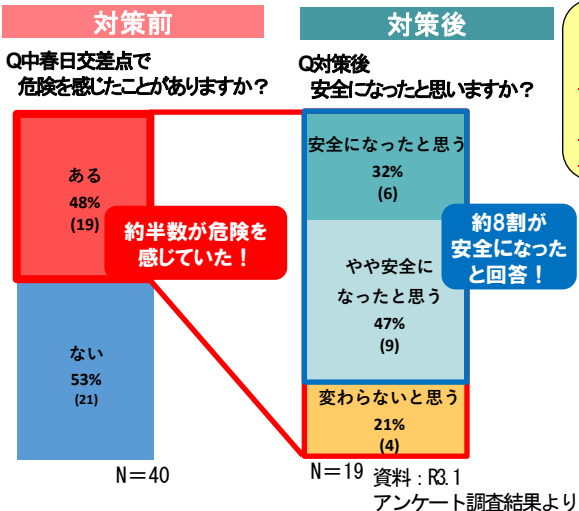 対策前
Q中春日交差点で
危険を感じたことがありますか？
ある
48%
(19)
約半数が危険を
感じていた！
ない
53%
(21)
N＝40
対策後
Q対策後
安全になったと思いますか？
安全になったと思う
32%
(6)
やや安全に
なったと思う
47%
(9)
約8割が
安全になった
と回答！
変わらないと思う
21%
(4)
N＝19
資料：R3.1
アンケート調査結果より